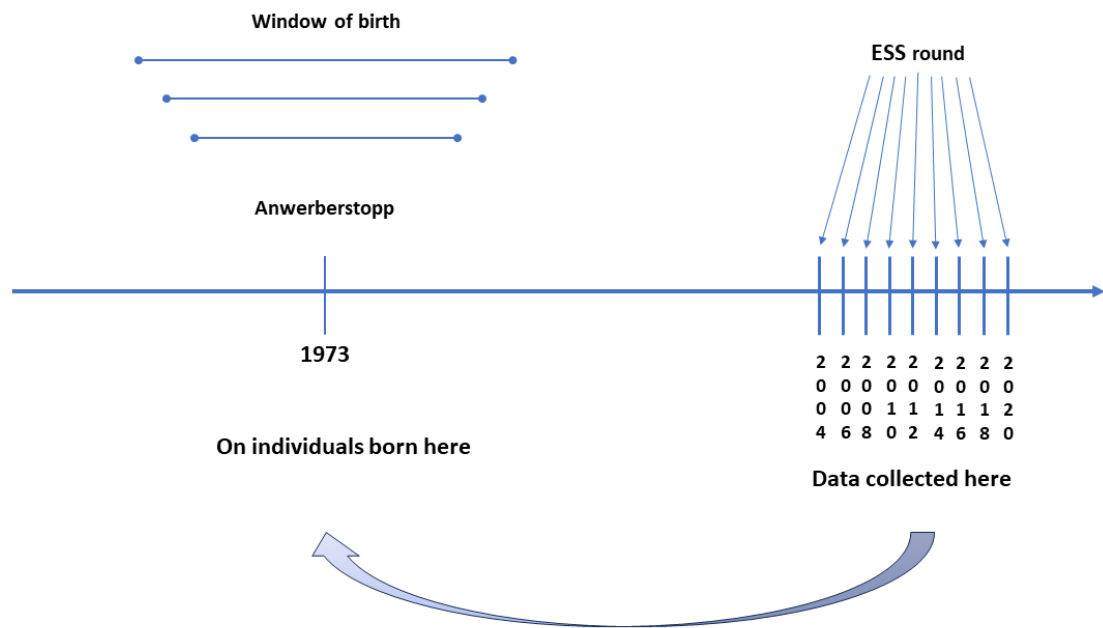 Window of birth
ESS round
Anwerberstopp
1973
2004
2006
2008
2010
2012
2014
2016
2018
2020
On individuals born here
Data collected here